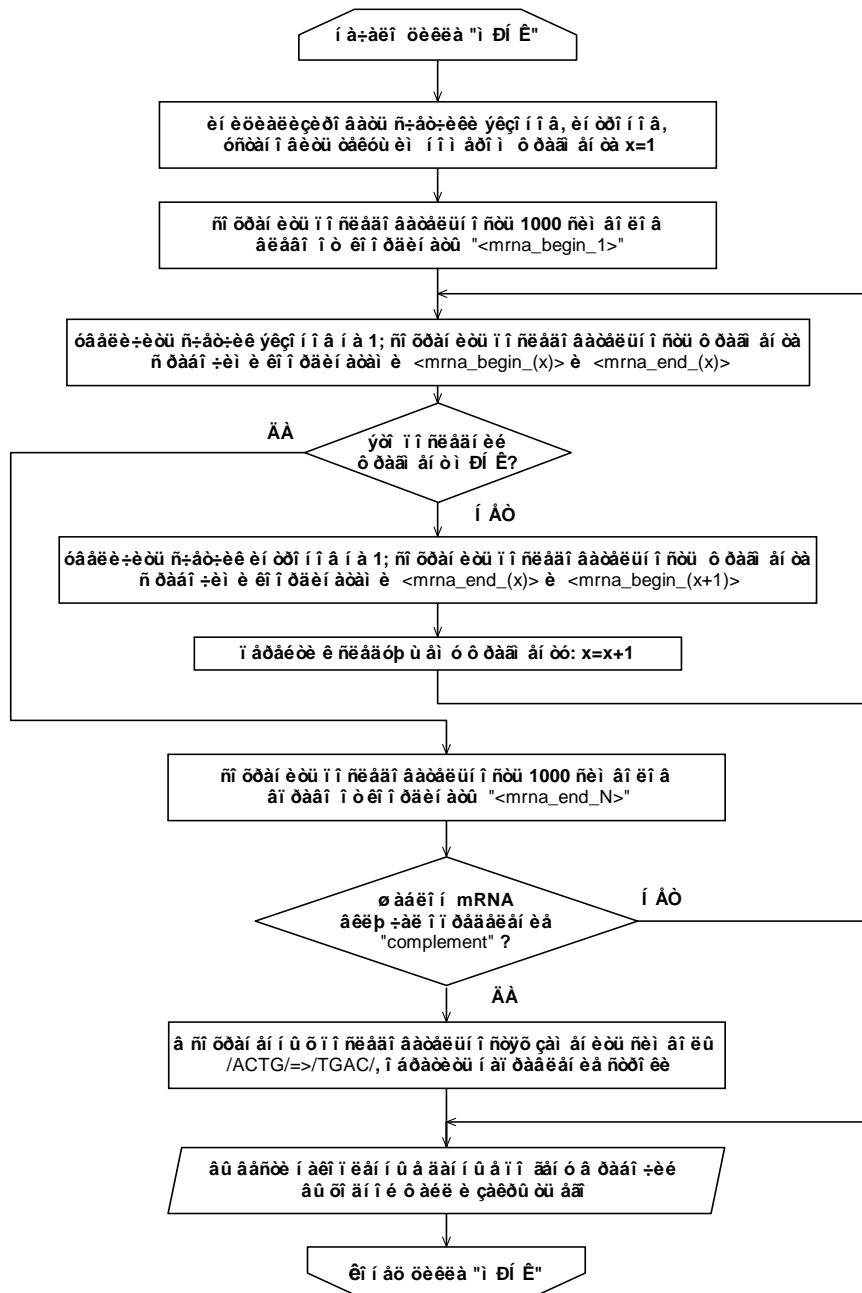 í à÷àëî öèêëà "ì ÐÍ Ê"
èí èöèàëèçèðî âàòü ñ÷åò÷èêè ýêçî í î â, èí òðî í î â,
óñòàí î âèòü òåêóù èì í î ì åðî ì ô ðàãì åí òà x=1
ñî õðàí èòü ï î ñëåäî âàòåëüí î ñòü 1000 ñèì âî ëî â
âëåâî î ò êî î ðäèí àòû "<mrna_begin_1>"
óâåëè÷èòü ñ÷åò÷èê ýêçî í î â í à 1; ñî õðàí èòü ï î ñëåäî âàòåëüí î ñòü ô ðàãì åí òà
ñ ðàáî ÷èì è êî î ðäèí àòàì è <mrna_begin_(x)> è <mrna_end_(x)>
ÄÀ
ýòî ï î ñëåäí èé
ô ðàãì åí ò ì ÐÍ Ê?
Í ÅÒ
óâåëè÷èòü ñ÷åò÷èê èí òðî í î â í à 1; ñî õðàí èòü ï î ñëåäî âàòåëüí î ñòü ô ðàãì åí òà
ñ ðàáî ÷èì è êî î ðäèí àòàì è <mrna_end_(x)> è <mrna_begin_(x+1)>
ï åðåéòè ê ñëåäóþ ù åì ó ô ðàãì åí òó: x=x+1
ñî õðàí èòü ï î ñëåäî âàòåëüí î ñòü 1000 ñèì âî ëî â
âï ðàâî î ò êî î ðäèí àòû "<mrna_end_N>"
ø àáëî í mRNA
âêëþ ÷àë î ï ðåäåëåí èå
"complement" ?
Í ÅÒ
ÄÀ
â ñî õðàí åí í û õ ï î ñëåäî âàòåëüí î ñòÿõ çàì åí èòü ñèì âî ëû
/ACTG/=>/TGAC/, î áðàòèòü í àï ðàâëåí èå ñòðî êè
âû âåñòè í àêî ï ëåí í û å äàí í û å ï î ãåí ó â ðàáî ÷èé
âû õî äí î é ô àéë è çàêðû òü åãî
êî í åö öèêëà "ì ÐÍ Ê"